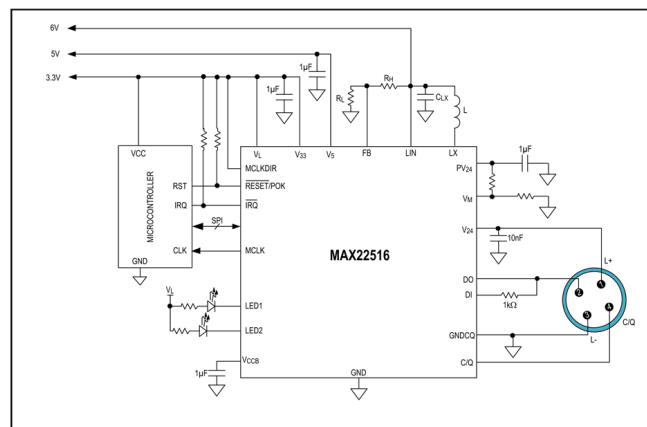 6V
5V
3.3V
1µF
1µF
RL
RH
CLX
L
VCC
VL
V33
V5
FB
LIN
LX
MICROCONTROLLER
RST
IRQ
SPI
CLK
GND
MCLKDIR
RESET/POK
IRQ
MCLK
MAX22516
PV24
1µF
VM
V24
10nF
L+
DO
DI
1kΩ
2
1
3
4
GNDCQ
L-
C/Q
C/Q
VL
LED1
LED2
VCCB
1µF
GND